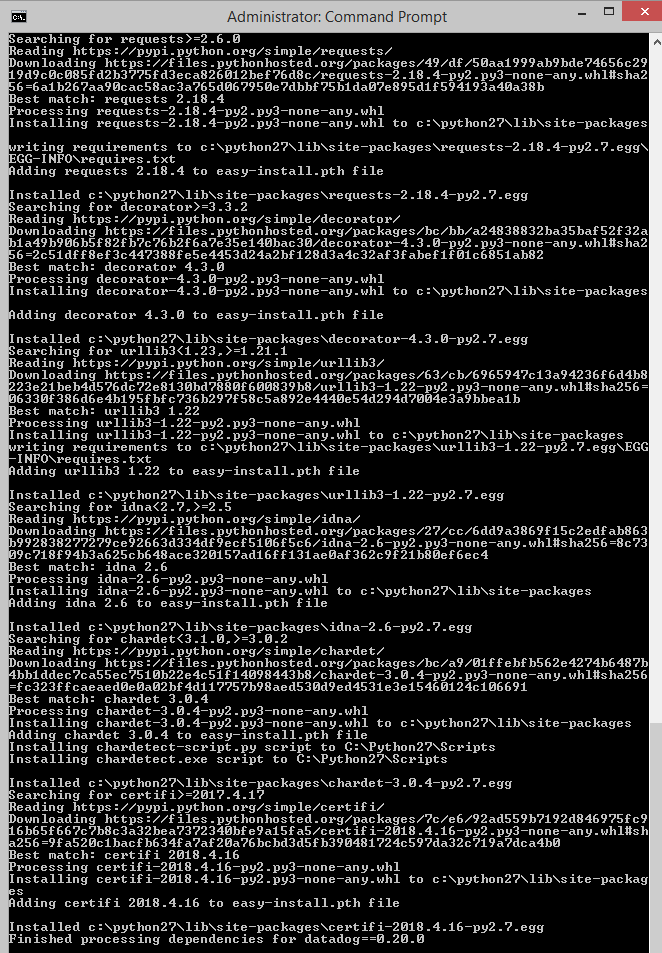 Administrator: Command Prompt
Searching for requests>=2.6.0
Reading https://pypi.python.org/simple/requests/
Downloading https://files.pythonhosted.org/packages/49/df/50aa1999ab9bde74656c29
19d9c0c085fd2b3775fd3eca826012bef76d8c/requests-2.18.4-py2.py3-none-any.whl#sha2
56=6a1b267aa90cac58ac3a765d067950e7dbbf75b1da07e895d1f594193a40a38b
Best match: requests 2.18.4
Processing requests-2.18.4-py2.py3-none-any.whl
Installing requests-2.18.4-py2.py3-none-any.whl to c:\python27\lib\site-packages
writing requirements to c:\python27\lib\site-packages\requests-2.18.4-py2.7.egg\
EGG-INFO\requires.txt
Adding requests 2.18.4 to easy-install.pth file
Installed c:\python27\lib\site-packages\requests-2.18.4-py2.7.egg
Searching for decorator>=3.3.2
Reading https://pypi.python.org/simple/decorator/
Downloading https://files.pythonhosted.org/packages/bc/bb/a24838832ba35baf52f32a
b1a49b906b5f82fb7c76b2f6a7e35e140bac30/decorator-4.3.0-py2.py3-none-any.whl#sha2
56=2c51dff8ef3c447388fe5e4453d24a2bf128d3a4c32af3fabef1f01c6851ab82
Best match: decorator 4.3.0
Processing decorator-4.3.0-py2.py3-none-any.whl
Installing decorator-4.3.0-py2.py3-none-any.whl to c:\python27\lib\site-packages
Adding decorator 4.3.0 to easy-install.pth file
Installed c:\python27\lib\site-packages\decorator-4.3.0-py2.7.egg
Searching for urllib3<1.23,>=1.21.1
Reading https://pypi.python.org/simple/urllib3/
Downloading https://files.pythonhosted.org/packages/63/cb/6965947c13a94236f6d4b8
223e21beb4d576dc72e8130bd7880f600839b8/urllib3-1.22-py2.py3-none-any.whl#sha256=
06330f386d6e4b195fbfc736b297f58c5a892e4440e54d294d7004e3a9bbea1b
Best match: urllib3 1.22
Processing urllib3-1.22-py2.py3-none-any.whl
Installing urllib3-1.22-py2.py3-none-any.whl to c:\python27\lib\site-packages
writing requirements to c:\python27\lib\site-packages\urllib3-1.22-py2.7.egg\EGG
-INFO\requires.txt
Adding urllib3 1.22 to easy-install.pth file
Installed c:\python27\lib\site-packages\urllib3-1.22-py2.7.egg
Searching for idna<2.7,>=2.5
Reading https://pypi.python.org/simple/idna/
Downloading https://files.pythonhosted.org/packages/27/cc/6dd9a3869f15c2edfab863
b992838277279ce92663d334df9ecf5106f5c6/idna-2.6-py2.py3-none-any.whl#sha256=8c73
09c718f94b3a625cb648ace320157ad16ff131ae0af362c9f21b80ef6ec4
Best match: idna 2.6
Processing idna-2.6-py2.py3-none-any.whl
Installing idna-2.6-py2.py3-none-any.whl to c:\python27\lib\site-packages
Adding idna 2.6 to easy-install.pth file
Installed c:\python27\lib\site-packages\idna-2.6-py2.7.egg
Searching for chardet<3.1.0,>=3.0.2
Reading https://pypi.python.org/simple/chardet/
Downloading https://files.pythonhosted.org/packages/bc/a9/01ffebfb562e4274b6487b
4bb1ddec7ca55ec7510b22e4c51f14098443b8/chardet-3.0.4-py2.py3-none-any.whl#sha256
=fc323ffcaeaed0e0a02bf4d117757b98aed530d9ed4531e3e15460124c106691
Best match: chardet 3.0.4
Processing chardet-3.0.4-py2.py3-none-any.whl
Installing chardet-3.0.4-py2.py3-none-any.whl to c:\python27\lib\site-packages
Adding chardet 3.0.4 to easy-install.pth file
Installing chardetect-script.py script to C:\Python27\Scripts
Installing chardetect.exe script to C:\Python27\Scripts
Installed c:\python27\lib\site-packages\chardet-3.0.4-py2.7.egg
Searching for certifi>=2017.4.17
Reading https://pypi.python.org/simple/certifi/
Downloading https://files.pythonhosted.org/packages/7c/e6/92ad559b7192d846975fc9
16b65f667c7b8c3a32bea7372340bfe9a15fa5/certifi-2018.4.16-py2.py3-none-any.whl#sh
a256=9fa520c1bacfb634fa7af20a76bcbd3d5fb390481724c597da32c719a7dca4b0
Best match: certifi 2018.4.16
Processing certifi-2018.4.16-py2.py3-none-any.whl
Installing certifi-2018.4.16-py2.py3-none-any.whl to c:\python27\lib\site-packag
es
Adding certifi 2018.4.16 to easy-install.pth file
Installed c:\python27\lib\site-packages\certifi-2018.4.16-py2.7.egg
Finished processing dependencies for datadog==0.20.0